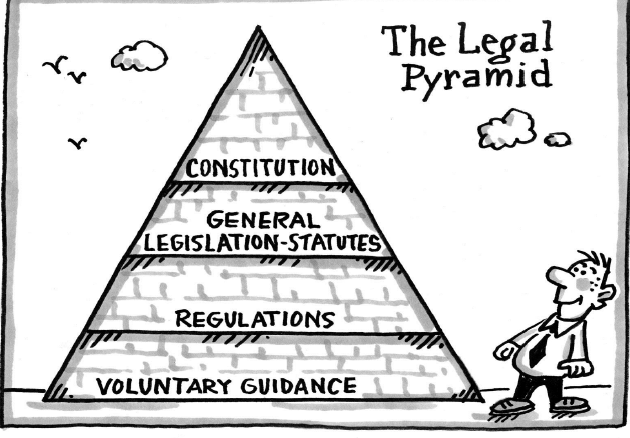 The Legal
Pyramid
CONSTITUTION
GENERAL
LEGISLATION-STATUTES
REGULATIONS
VOLUNTARY GUIDANCE